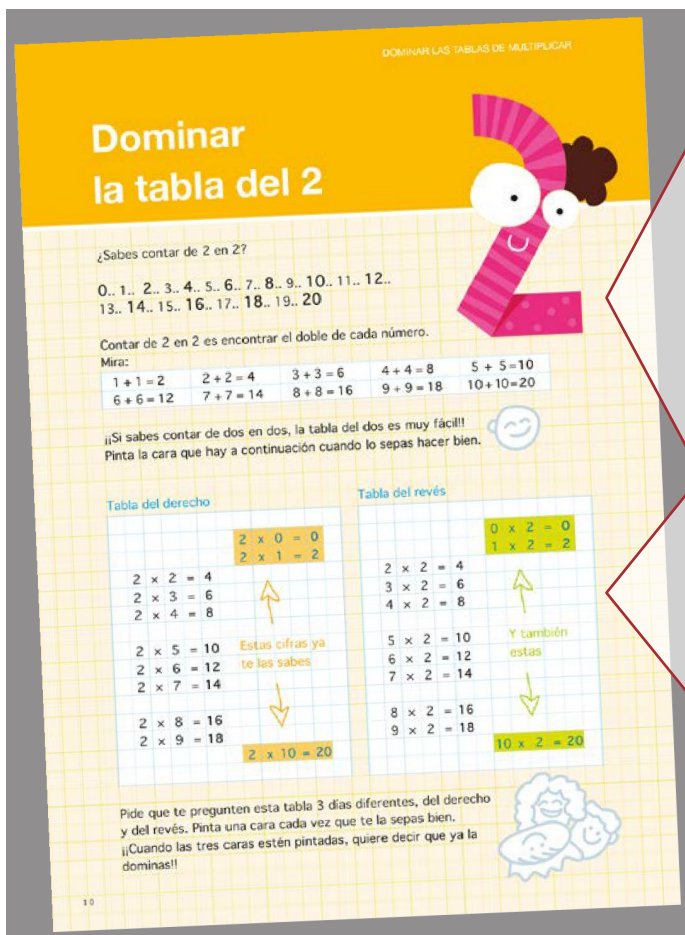 DOMINAR LAS TABLAS DE MULTIPLICAR
Dominar
la tabla del 2
¿Sabes contar de 2 en 2?
0.. 1.. 2.. 3.. 4.. 5.. 6.. 7.. 8.. 9.. 10.. 11.. 12..
13.. 14.. 15.. 16.. 17.. 18.. 19.. 20
Contar de 2 en 2 es encontrar el doble de cada número.
Mira:
1 + 1 = 2 2 + 2 = 4 3 + 3 = 6 4 + 4 = 8 5 + 5 = 10
6 + 6 = 12 7 + 7 = 14 8 + 8 = 16 9 + 9 = 18 10 + 10 = 20
¡¡Si sabes contar de dos en dos, la tabla del dos es muy fácil!!
Pinta la cara que hay a continuación cuando lo sepas hacer bien.
Tabla del derecho
2 x 0 = 0
2 x 1 = 2
2 x 2 = 4
2 x 3 = 6
2 x 4 = 8
2 x 5 = 10
2 x 6 = 12
2 x 7 = 14
Estas cifras ya
te las sabes
2 x 8 = 16
2 x 9 = 18
2 x 10 = 20
Tabla del revés
0 x 2 = 0
1 x 2 = 2
2 x 2 = 4
3 x 2 = 6
4 x 2 = 8
5 x 2 = 10
6 x 2 = 12
7 x 2 = 14
Y también
estas
8 x 2 = 16
9 x 2 = 18
10 x 2 = 20
Pide que te pregunten esta tabla 3 días diferentes, del derecho
y del revés. Pinta una cara cada vez que te la sepas bien.
¡¡Cuando las tres caras estén pintadas, quiere decir que ya la
dominas!!
10